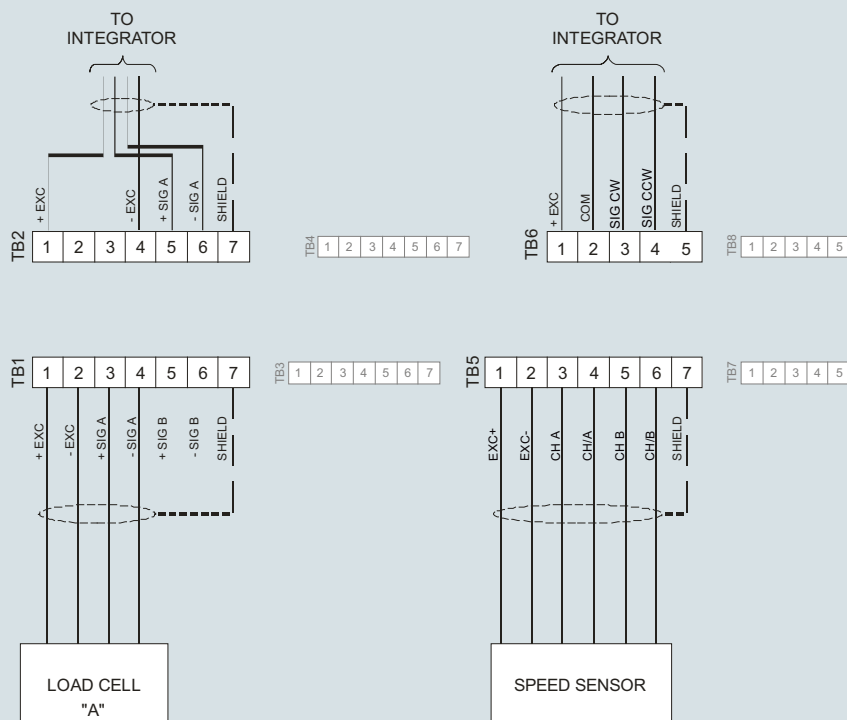 TO
INTEGRATOR
TO
INTEGRATOR
+ EXC
- EXC
+ SIG A
- SIG A
SHIELD
+ EXC
COM
SIG CW
SIG CCW
SHIELD
TB2 1 2 3 4 5 6 7
TB4 1 2 3 4 5 6 7
TB6 1 2 3 4 5
TB8 1 2 3 4 5
TB1 1 2 3 4 5 6 7
TB3 1 2 3 4 5 6 7
TB5 1 2 3 4 5 6 7
TB7 1 2 3 4 5
+ EXC
- EXC
+ SIG A
- SIG A
+ SIG B
- SIG B
SHIELD
EXC+
EXC-
CH A
CH/A
CH B
CH/B
SHIELD
LOAD CELL
"A"
SPEED SENSOR